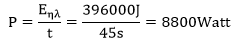 P = E_ηλ / t = 396000J / 45s = 8800Watt